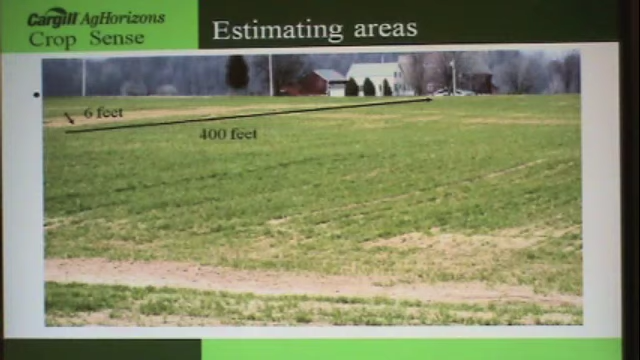 Cargill AgHorizons
Crop Sense
Estimating areas
6 feet
400 feet